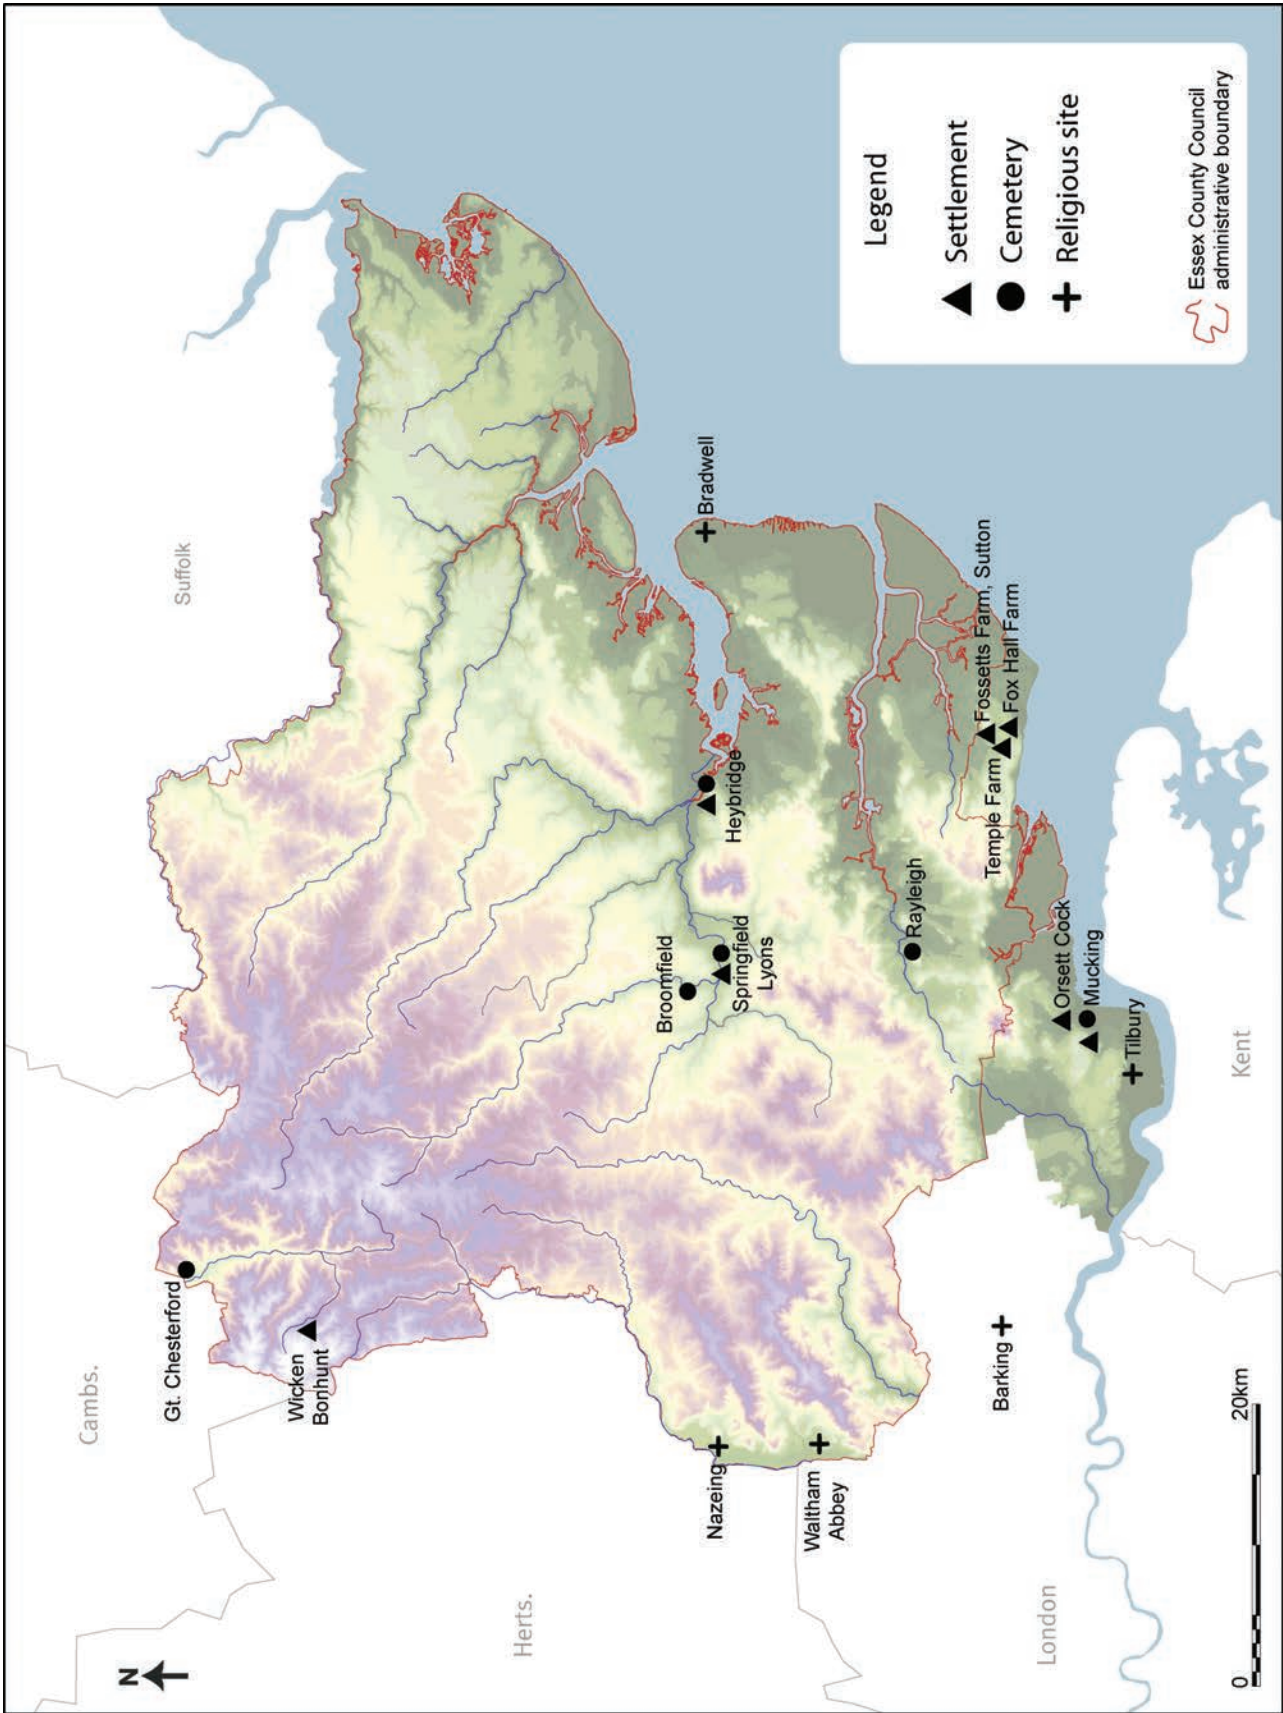 N
Cambs.
Suffolk
Herts.
London
Kent
Gt. Chesterford
Wicken
Bonhunt
Nazeing
Waltham
Abbey
Barking
Broomfield
Springfield
Lyons
Heybridge
Bradwell
Rayleigh
Temple Farm
Fossetts Farm, Sutton
Fox Hall Farm
Orsett Cock
Mucking
Tilbury
Legend
Settlement
Cemetery
Religious site
Essex County Council
administrative boundary
0
20km